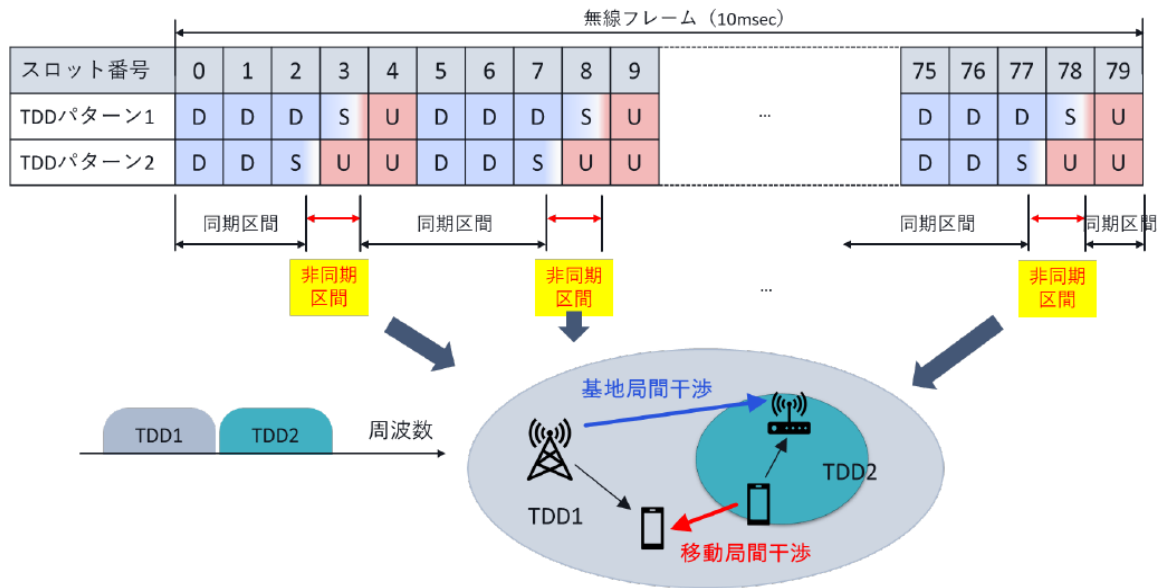 無線フレーム（10msec）
スロット番号 0 1 2 3 4 5 6 7 8 9 75 76 77 78 79
TDDパターン1 D D D S U D D D S U ... D D D S U
TDDパターン2 D D S U U D D S U U D D S U U
同期区間 同期区間 同期区間 同期区間
非同期
区間
非同期
区間
...
非同期
区間
基地局間干渉
TDD1 TDD2 周波数
TDD2
TDD1
移動局間干渉